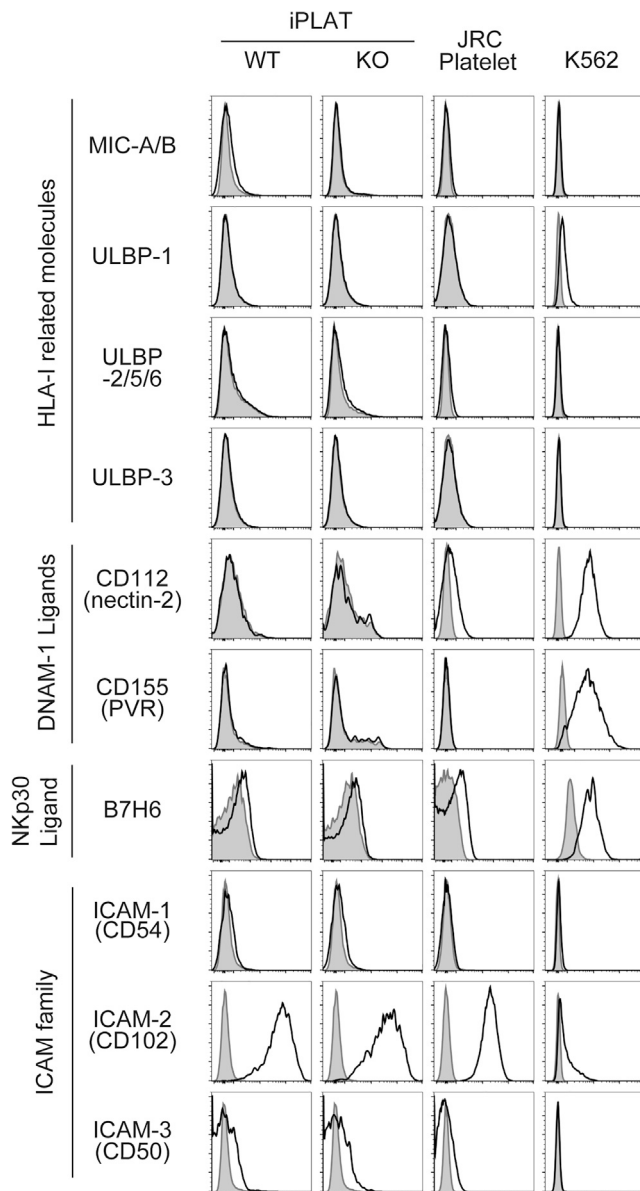 iPLAT
WT
KO
JRC
Platelet
K562
HLA-I related molecules
MIC-A/B
ULBP-1
ULBP
-2/5/6
ULBP-3
DNAM-1 Ligands
CD112
(nectin-2)
CD155
(PVR)
NKp30
Ligand
B7H6
ICAM family
ICAM-1
(CD54)
ICAM-2
(CD102)
ICAM-3
(CD50)